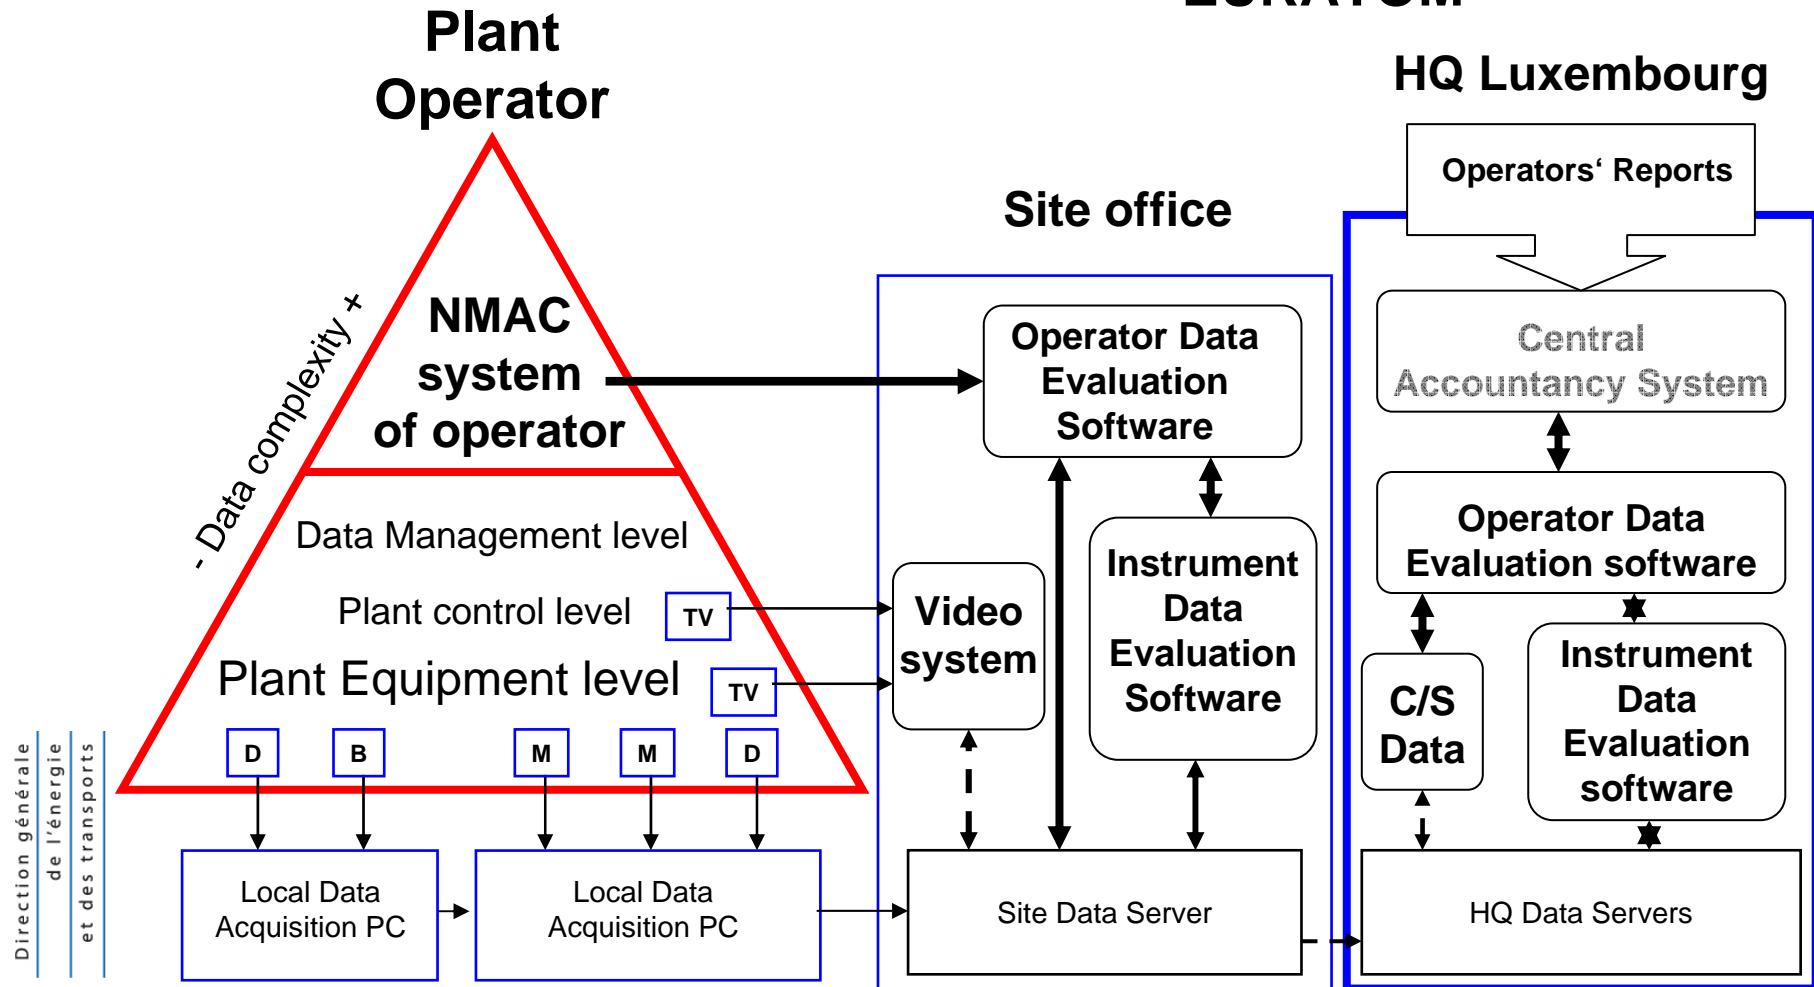 EURATOM
Plant
Operator
HQ Luxembourg
Operators‘ Reports
Site office
- Data complexity +
NMAC
system
of operator
Operator Data
Evaluation
Software
Central
Accountancy System
Data Management level
Operator Data
Evaluation software
Plant control level
TV
Video
system
Instrument
Data
Evaluation
Software
Plant Equipment level
TV
C/S
Data
Instrument
Data
Evaluation
software
D
B
M
M
D
Direction générale
de l'énergie
et des transports
Local Data
Acquisition PC
Local Data
Acquisition PC
Site Data Server
HQ Data Servers